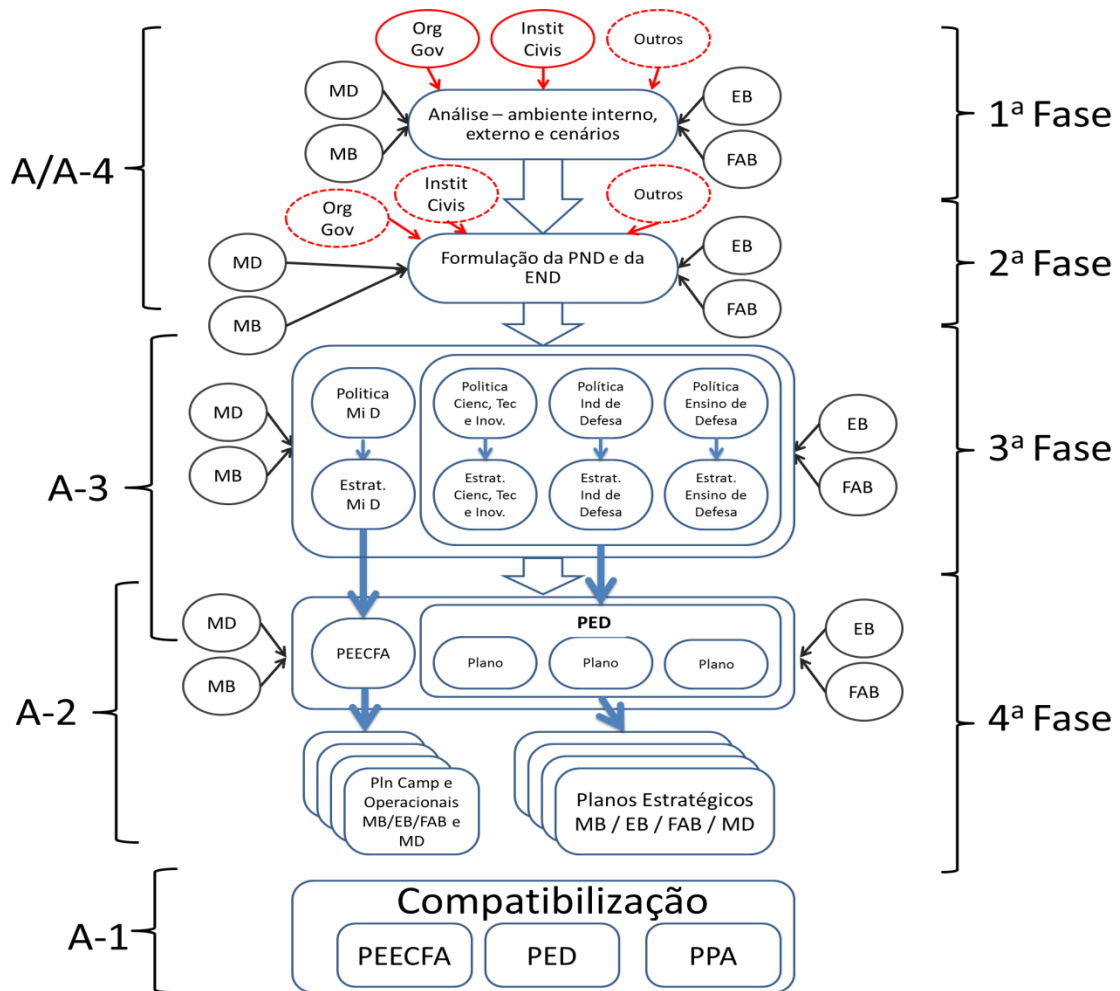 Org
Gov
Instit
Civis
Outros
MD
MB
Análise – ambiente interno,
externo e cenários
EB
FAB
1ª Fase
A/A-4
Org
Gov
Instit
Civis
Outros
MD
MB
Formulação da PND e da
END
EB
FAB
2ª Fase
A-3
MD
MB
Politica
Mi D
Politica
Cienc, Tec
e Inov.
Política
Ind de
Defesa
Política
Ensino de
Defesa
Estrat.
Mi D
Estrat.
Cienc, Tec
e Inov.
Estrat.
Ind de
Defesa
Estrat.
Ensino de
Defesa
EB
FAB
3ª Fase
A-2
MD
MB
PEECFA
PED
Plano
Plano
Plano
EB
FAB
4ª Fase
Pln Camp e
Operacionais
MB/EB/FAB e
MD
Planos Estratégicos
MB / EB / FAB / MD
A-1
Compatibilização
PEECFA
PED
PPA